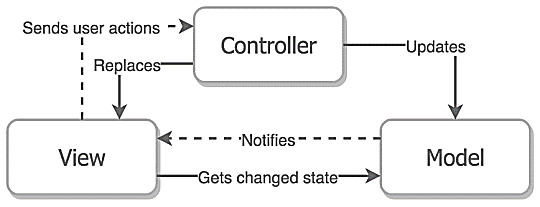 Sends user actions
Controller
Updates
Replaces
View
Notifies
Gets changed state
Model